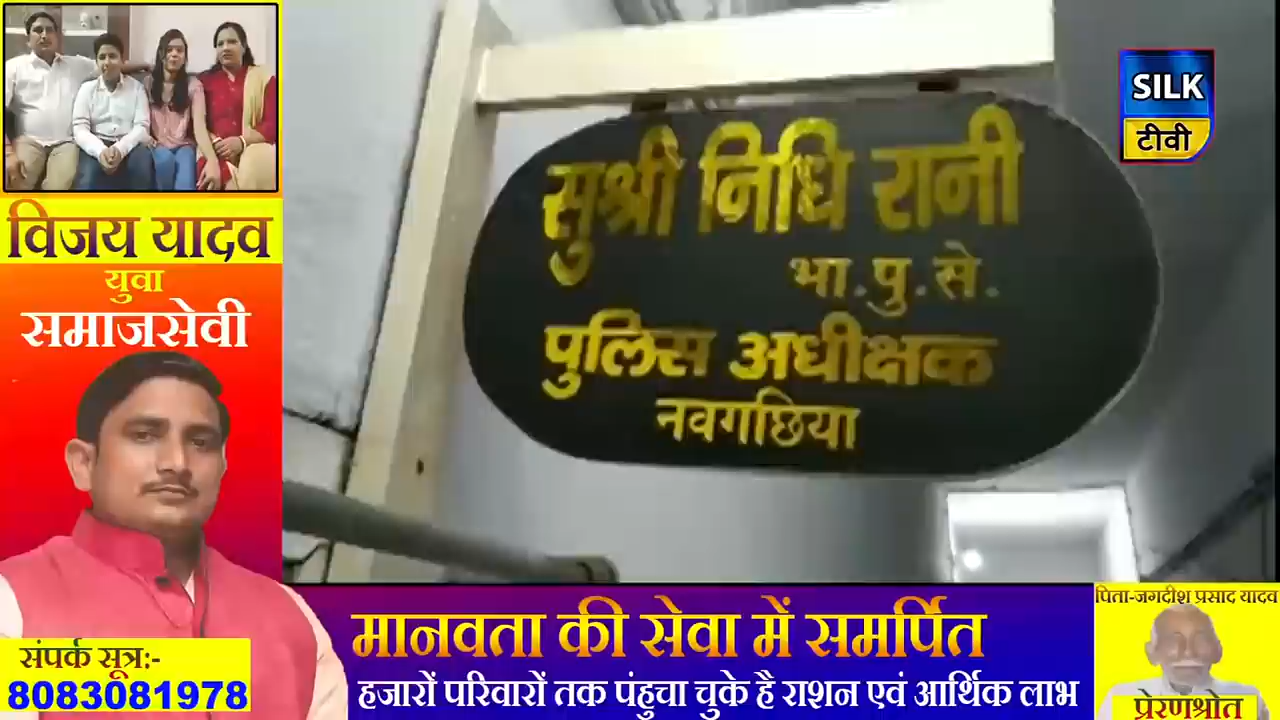 SILK
टीवी
सुश्री निधि रानी
भा.पु.से.
पुलिस अधीक्षक
नवगछिया
विजय यादव
युवा
समाजसेवी
संपर्क सूत्र:-
8083081978
मानवता की सेवा में समर्पित
हजारों परिवारों तक पंहुचा चुके है राशन एवं आर्थिक लाभ
पिता-जगदीश प्रसाद यादव
प्रेरणश्रोत